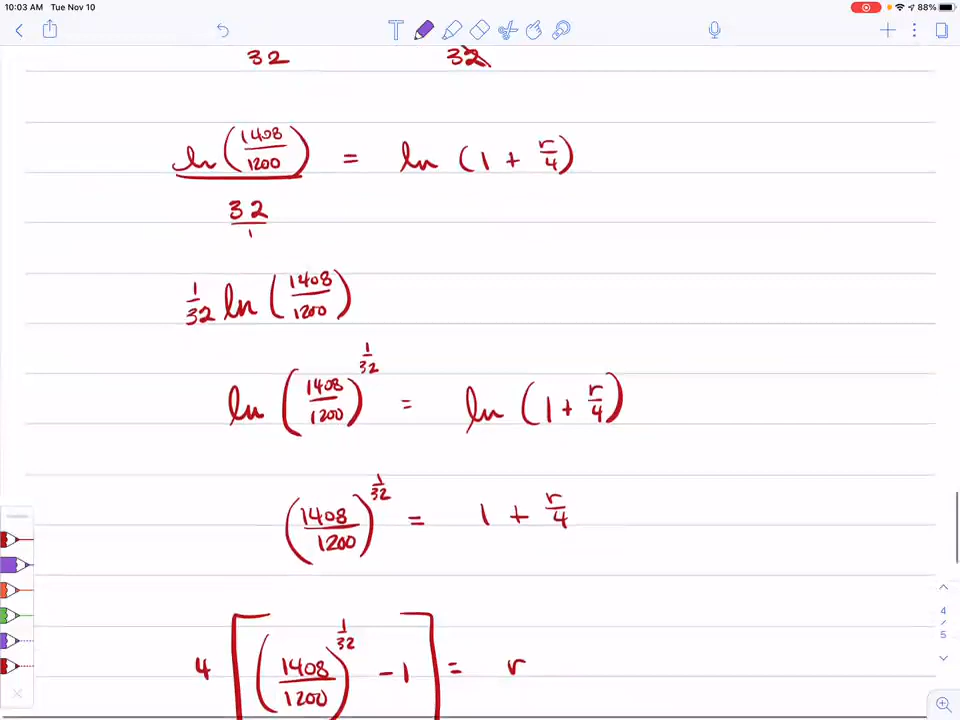 10:03 AM Tue Nov 10 88%
32 32
ln(1408/1200) = ln(1 + r/4)
32
1
1/32 ln(1408/1200)
ln(1408/1200)^(1/32) = ln(1 + r/4)
(1408/1200)^(1/32) = 1 + r/4
4[(1408/1200)^(1/32) - 1] = r
4
/
5